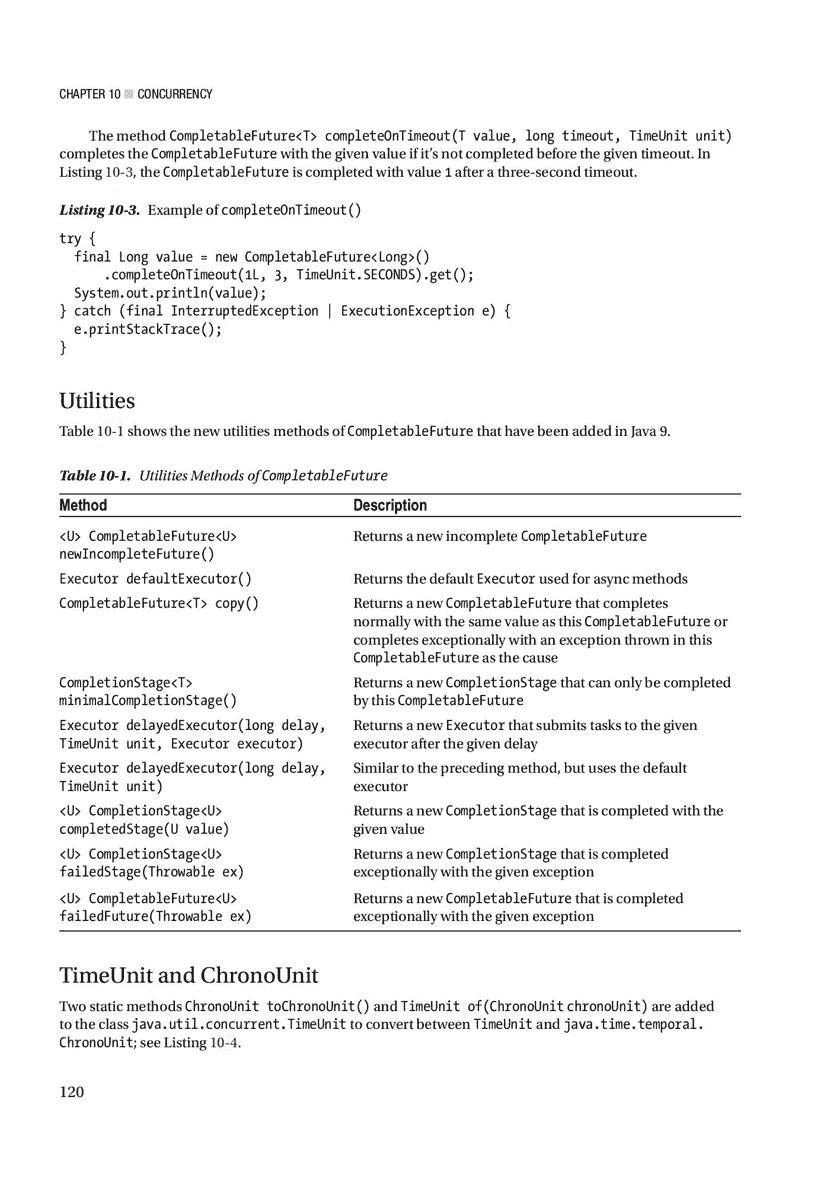 CHAPTER 10 ▒ CONCURRENCY
The method CompletableFuture<T> completeOnTimeout(T value, long timeout, TimeUnit unit)
completes the CompletableFuture with the given value if it’s not completed before the given timeout. In
Listing 10-3, the CompletableFuture is completed with value 1 after a three-second timeout.
Listing 10-3. Example of completeOnTimeout()
try {
  final Long value = new CompletableFuture<Long>()
      .completeOnTimeout(1L, 3, TimeUnit.SECONDS).get();
  System.out.println(value);
} catch (final InterruptedException | ExecutionException e) {
  e.printStackTrace();
}
Utilities
Table 10-1 shows the new utilities methods of CompletableFuture that have been added in Java 9.
Table 10-1. Utilities Methods of CompletableFuture
Method Description
<U> CompletableFuture<U> Returns a new incomplete CompletableFuture
newIncompleteFuture()
Executor defaultExecutor() Returns the default Executor used for async methods
CompletableFuture<T> copy() Returns a new CompletableFuture that completes
normally with the same value as this CompletableFuture or
completes exceptionally with an exception thrown in this
CompletableFuture as the cause
CompletionStage<T> Returns a new CompletionStage that can only be completed
minimalCompletionStage() by this CompletableFuture
Executor delayedExecutor(long delay, Returns a new Executor that submits tasks to the given
TimeUnit unit, Executor executor) executor after the given delay
Executor delayedExecutor(long delay, Similar to the preceding method, but uses the default
TimeUnit unit) executor
<U> CompletionStage<U> Returns a new CompletionStage that is completed with the
completedStage(U value) given value
<U> CompletionStage<U> Returns a new CompletionStage that is completed
failedStage(Throwable ex) exceptionally with the given exception
<U> CompletableFuture<U> Returns a new CompletableFuture that is completed
failedFuture(Throwable ex) exceptionally with the given exception
TimeUnit and ChronoUnit
Two static methods ChronoUnit toChronoUnit() and TimeUnit of(ChronoUnit chronoUnit) are added
to the class java.util.concurrent.TimeUnit to convert between TimeUnit and java.time.temporal.
ChronoUnit; see Listing 10-4.
120